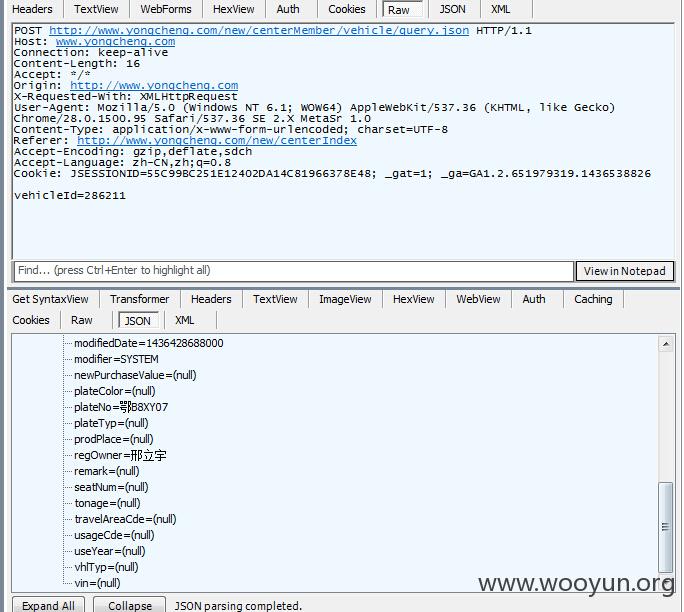 Headers TextView WebForms HexView Auth Cookies Raw JSON XML
POST http://www.yongcheng.com/new/centerMember/vehicle/query.json HTTP/1.1
Host: www.yongcheng.com
Connection: keep-alive
Content-Length: 16
Accept: */*
Origin: http://www.yongcheng.com
X-Requested-With: XMLHttpRequest
User-Agent: Mozilla/5.0 (Windows NT 6.1; WOW64) AppleWebKit/537.36 (KHTML, like Gecko)
Chrome/28.0.1500.95 Safari/537.36 SE 2.X MetaSr 1.0
Content-Type: application/x-www-form-urlencoded; charset=UTF-8
Referer: http://www.yongcheng.com/new/centerIndex
Accept-Encoding: gzip,deflate,sdch
Accept-Language: zh-CN,zh;q=0.8
Cookie: JSESSIONID=55C99BC251E12402DA14C81966378E48; _gat=1; _ga=GA1.2.651979319.1436538826
vehicleId=286211
Find... (press Ctrl+Enter to highlight all) View in Notepad
Get SyntaxView Transformer Headers TextView ImageView HexView WebView Auth Caching
Cookies Raw JSON XML
modifiedDate=1436428688000
modifier=SYSTEM
newPurchaseValue=(null)
plateColor=(null)
plateNo=鄂B8XY07
plateTyp=(null)
prodPlace=(null)
regOwner=邢立宇
remark=(null)
seatNum=(null)
tonage=(null)
travelAreaCde=(null)
usageCde=(null)
useYear=(null)
vhlTyp=(null)
vin=(null)
www.wooyun.org
Expand All Collapse JSON parsing completed.